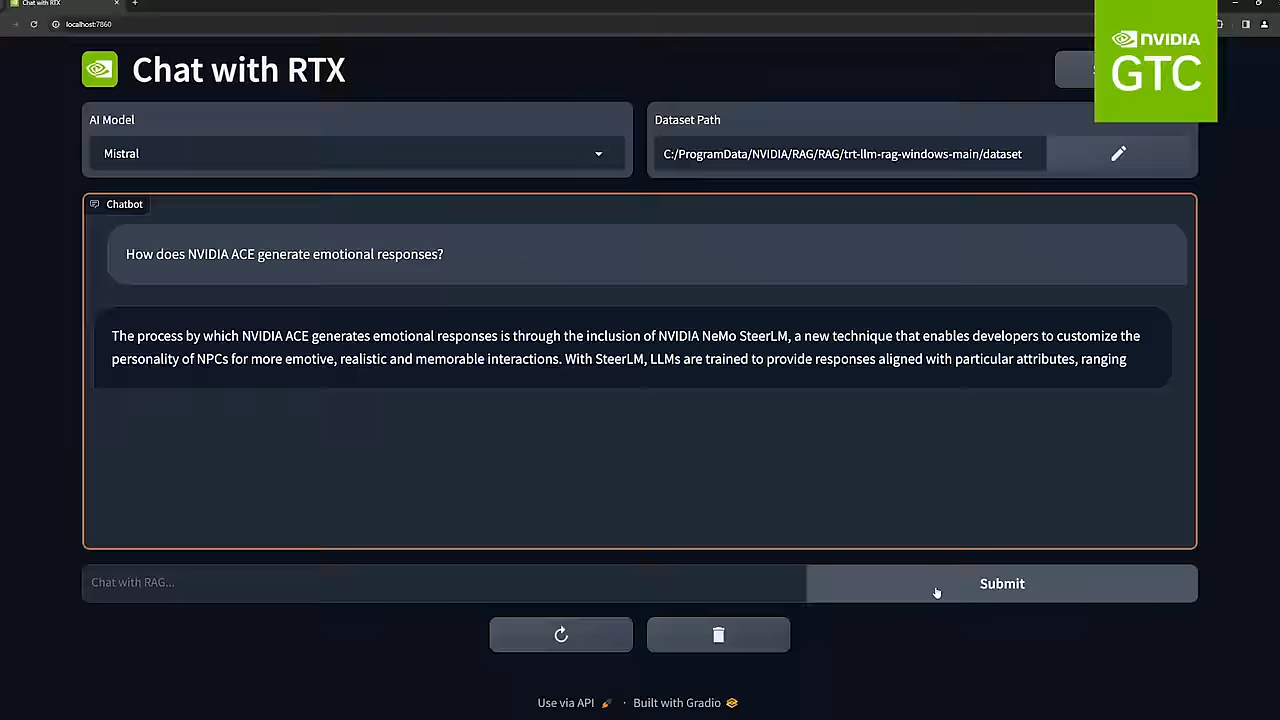 Chat with RTX
localhost:7860
NVIDIA
GTC
Chat with RTX
AI Model
Mistral
Dataset Path
C:/ProgramData/NVIDIA/RAG/RAG/trt-llm-rag-windows-main/dataset
Chatbot
How does NVIDIA ACE generate emotional responses?
The process by which NVIDIA ACE generates emotional responses is through the inclusion of NVIDIA NeMo SteerLM, a new technique that enables developers to customize the
personality of NPCs for more emotive, realistic and memorable interactions. With SteerLM, LLMs are trained to provide responses aligned with particular attributes, ranging
Chat with RAG...
Submit
Use via API · Built with Gradio